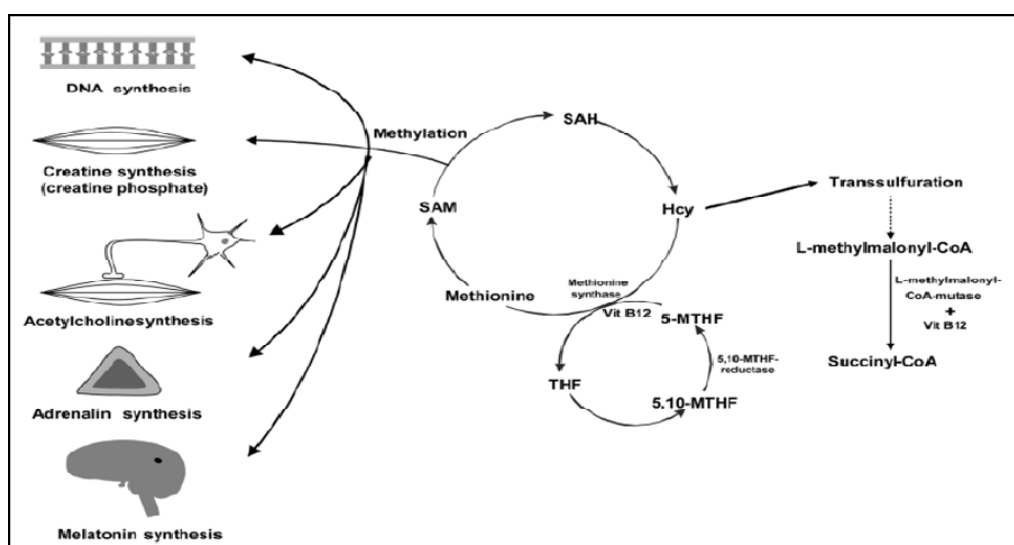 DNA synthesis
Creatine synthesis
(creatine phosphate)
Acetylcholinesynthesis
Adrenalin synthesis
Melatonin synthesis
Methylation
SAH
SAM
Hcy
Methionine
Methionine
synthase
Vit B12
5-MTHF
5,10-MTHF-
reductase
THF
5,10-MTHF
Transsulfuration
L-methylmalonyl-CoA
L-methylmalonyl-
CoA-mutase
+
Vit B12
Succinyl-CoA